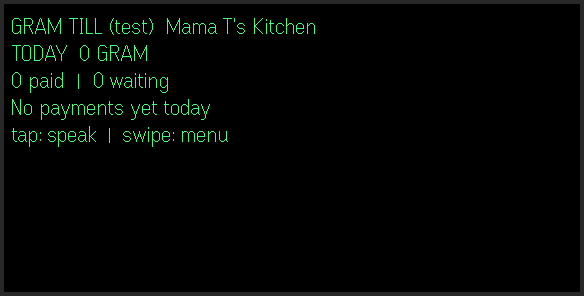 GRAM TILL (test)  Mama T's Kitchen
TODAY  0 GRAM
0 paid  |  0 waiting
No payments yet today
tap: speak  |  swipe: menu